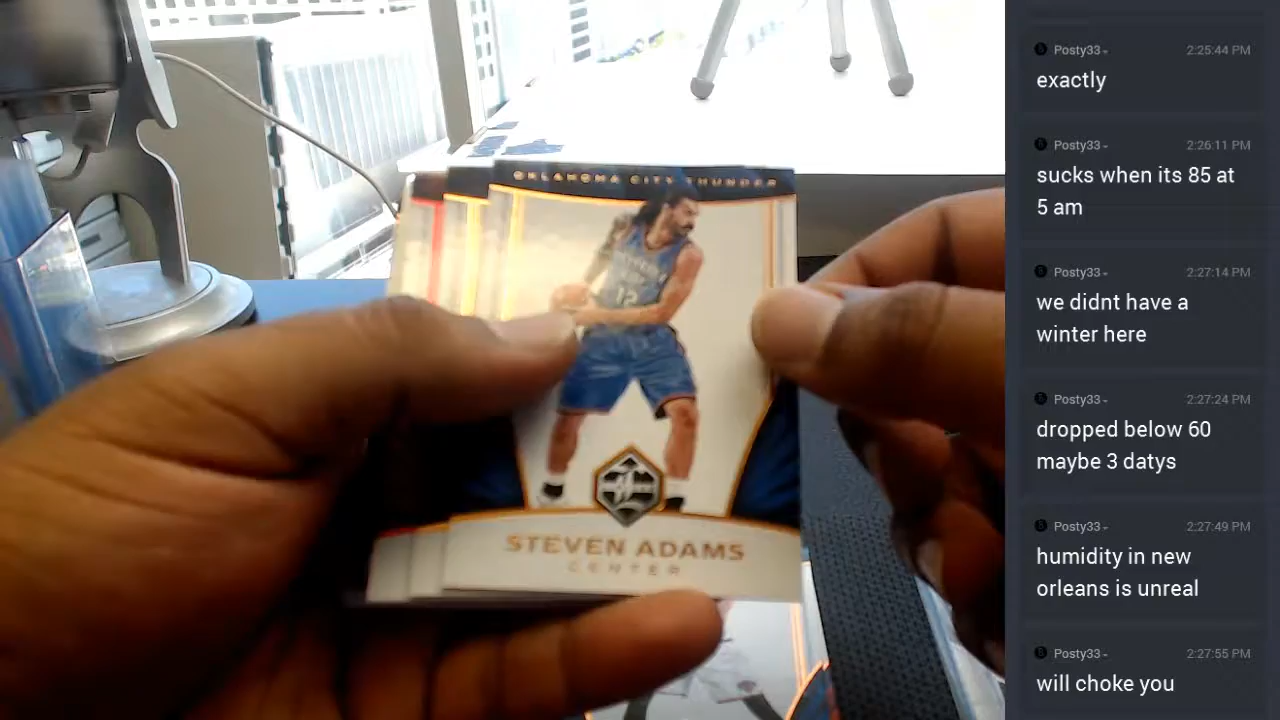 OKLAHOMA CITY THUNDER
12
STEVEN ADAMS
CENTER
Posty33 2:25:44 PM
exactly
Posty33 2:26:11 PM
sucks when its 85 at
5 am
Posty33 2:27:14 PM
we didnt have a
winter here
Posty33 2:27:24 PM
dropped below 60
maybe 3 datys
Posty33 2:27:49 PM
humidity in new
orleans is unreal
Posty33 2:27:55 PM
will choke you